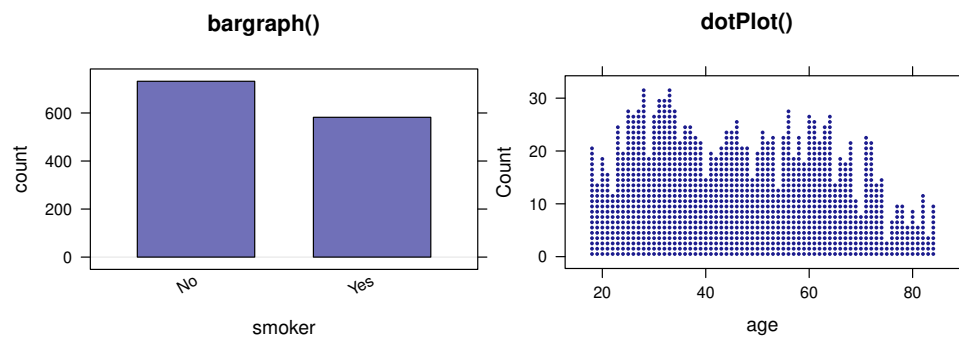 bargraph()
count
600
400
200
0
No
Yes
smoker
dotPlot()
Count
30
20
10
0
20
40
60
80
age